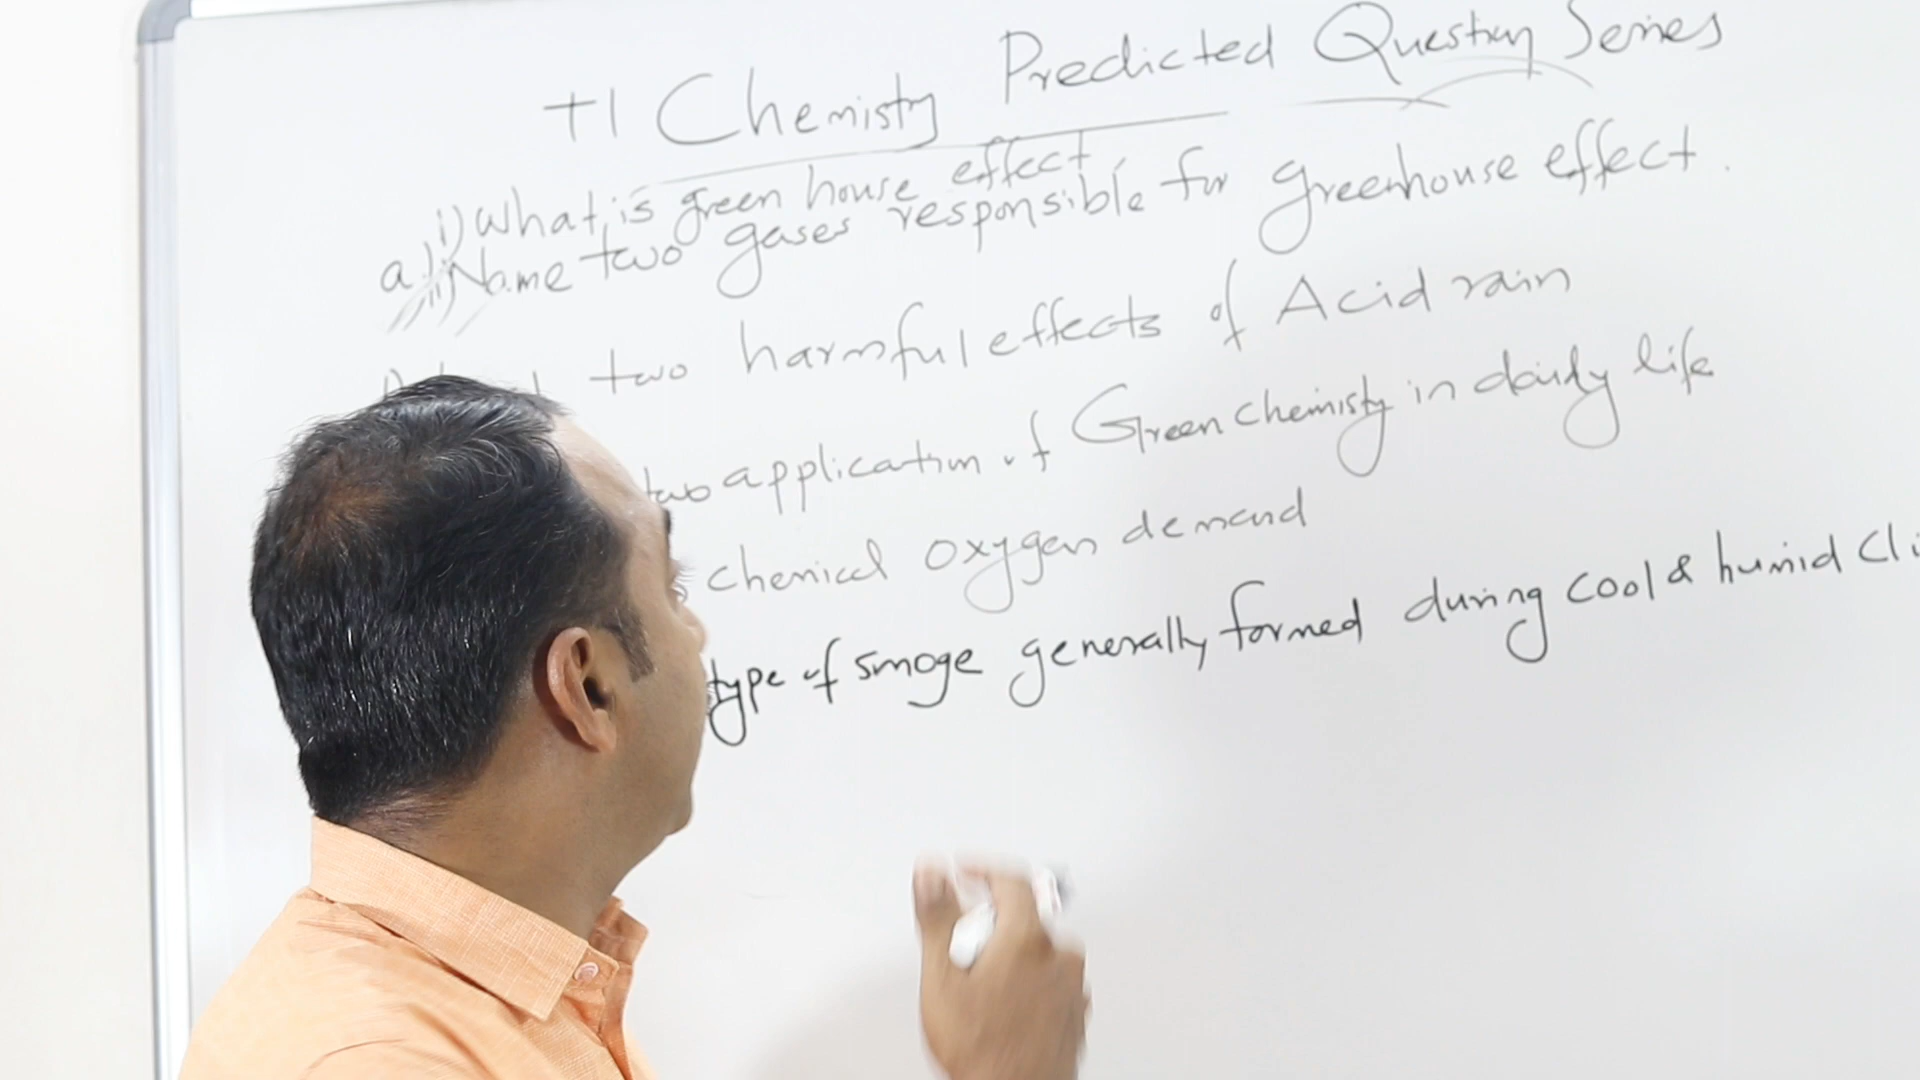 +1 Chemistry Predicted Question Series
i) What is green house effect
a) ii) Name two gases responsible for greenhouse effect.
two harmful effects of Acid rain
two application of Green chemisty in daily life
chemical oxygen demand
type of smoge generally formed during cool & humid cli